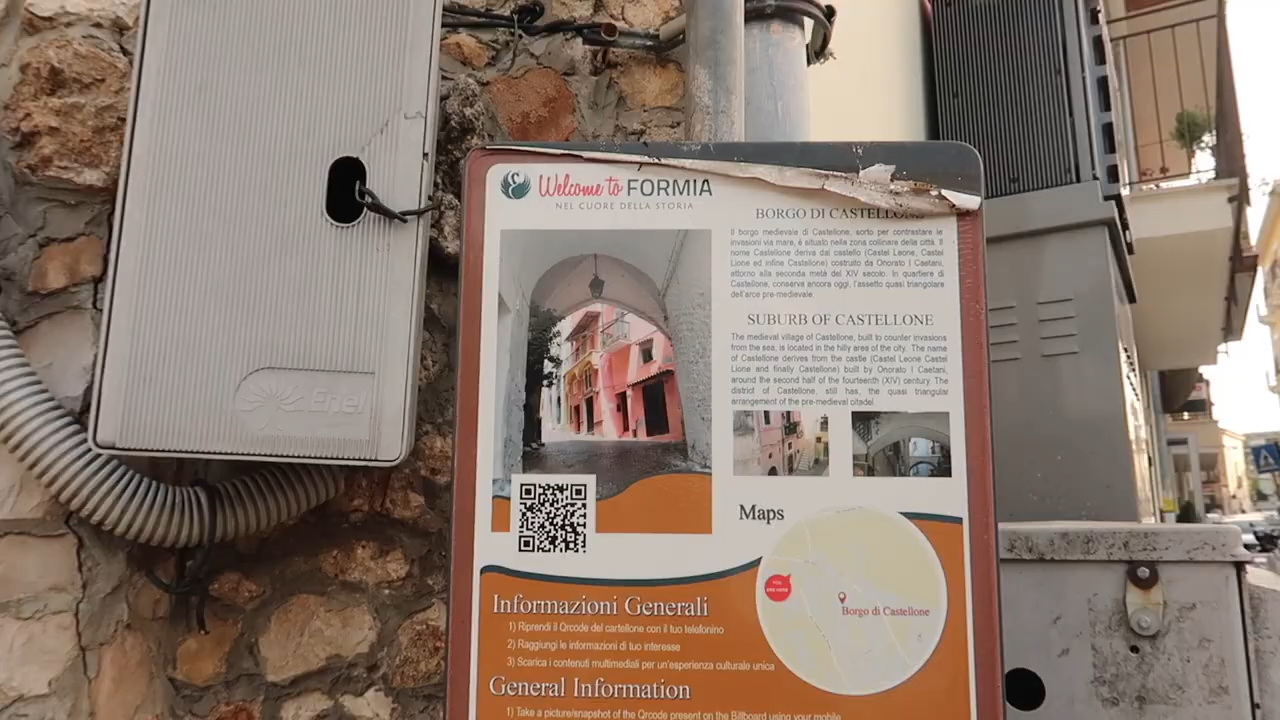 Enel
Welcome to FORMIA
NEL CUORE DELLA STORIA
BORGO DI CASTELLONE
Il borgo medievale di Castellone, sorto per contrastare le
invasioni via mare, è situato nella zona collinare della città. Il
nome Castellone deriva dal castello (Castel Leone, Castel
Lione ed infine Castellone) costruito da Onorato I Caetani,
attorno alla seconda metà del XIV secolo. In quartiere di
Castellone, conserva ancora oggi, l'assetto quasi triangolare
dell'arce pre-medievale.
SUBURB OF CASTELLONE
The medieval village of Castellone, built to counter invasions
from the sea, is located in the hilly area of the city. The name
of Castellone derives from the castle (Castel Leone Castel
Lione and finally Castellone) built by Onorato I Caetani,
around the second half of the fourteenth (XIV) century. The
district of Castellone, still has, the quasi triangular
arrangement of the pre-medieval citadel.
Maps
YOU
ARE HERE
Borgo di Castellone
Informazioni Generali
1) Riprendi il Qrcode del cartellone con il tuo telefonino
2) Raggiungi le informazioni di tuo interesse
3) Scarica i contenuti multimediali per un'esperienza culturale unica
General Information
1) Take a picture/snapshot of the Qrcode present on the Billboard using your mobile